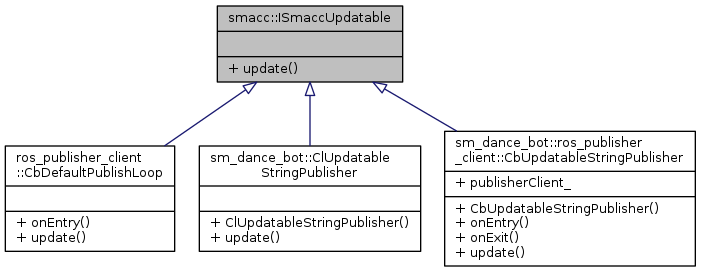 smacc::ISmaccUpdatable
+ update()
ros_publisher_client
::CbDefaultPublishLoop
+ onEntry()
+ update()
sm_dance_bot::ClUpdatable
StringPublisher
+ ClUpdatableStringPublisher()
+ update()
sm_dance_bot::ros_publisher
_client::CbUpdatableStringPublisher
+ publisherClient_
+ CbUpdatableStringPublisher()
+ onEntry()
+ onExit()
+ update()